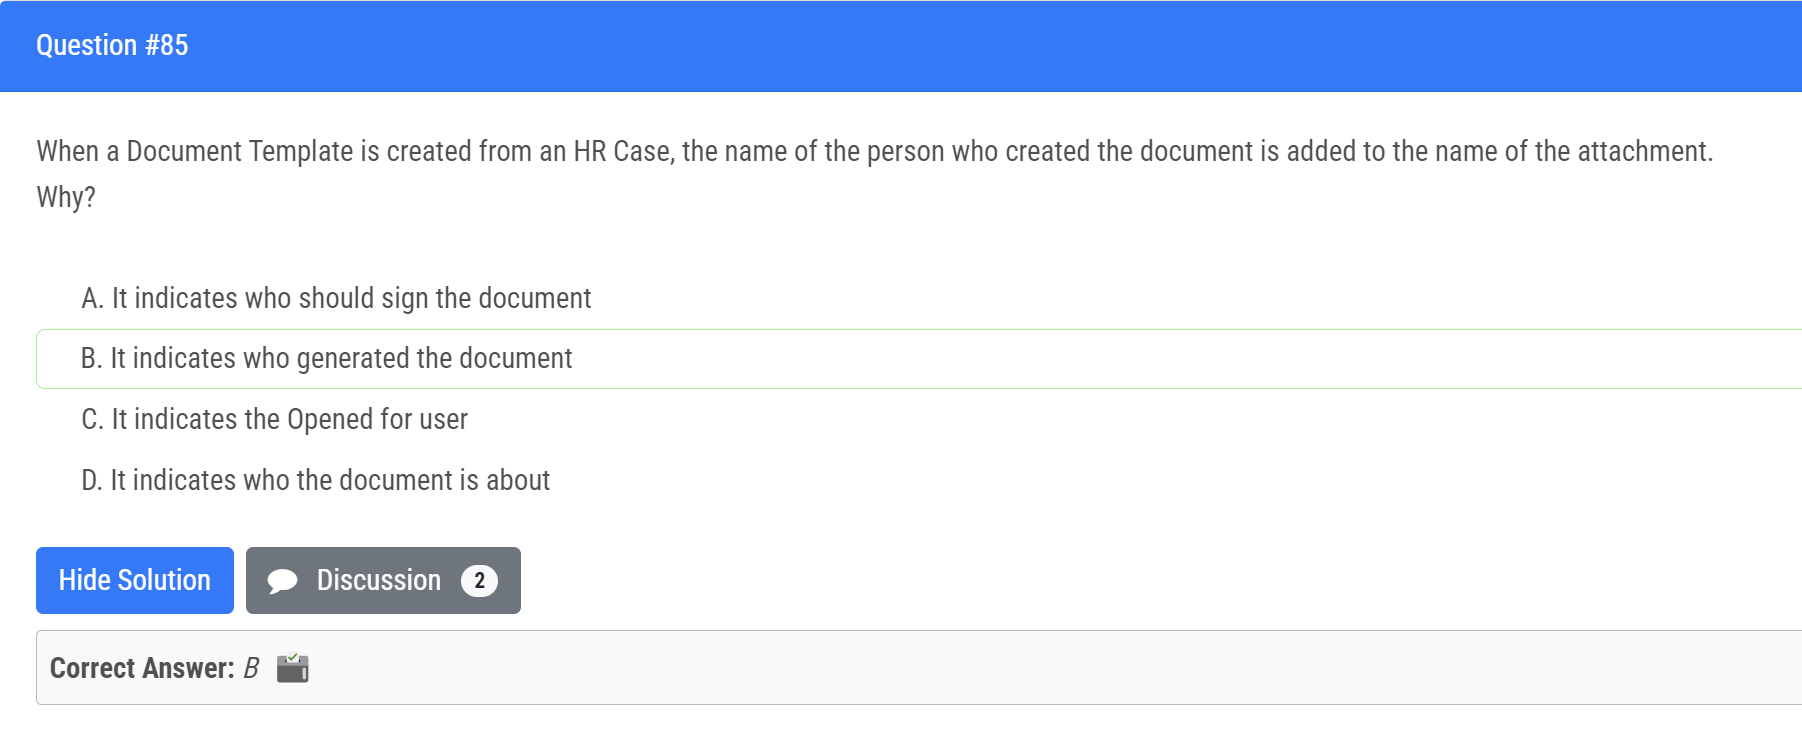 Question #85
When a Document Template is created from an HR Case, the name of the person who created the document is added to the name of the attachment.
Why?
A. It indicates who should sign the document
B. It indicates who generated the document
C. It indicates the Opened for user
D. It indicates who the document is about
Hide Solution
Discussion 2
Correct Answer: B